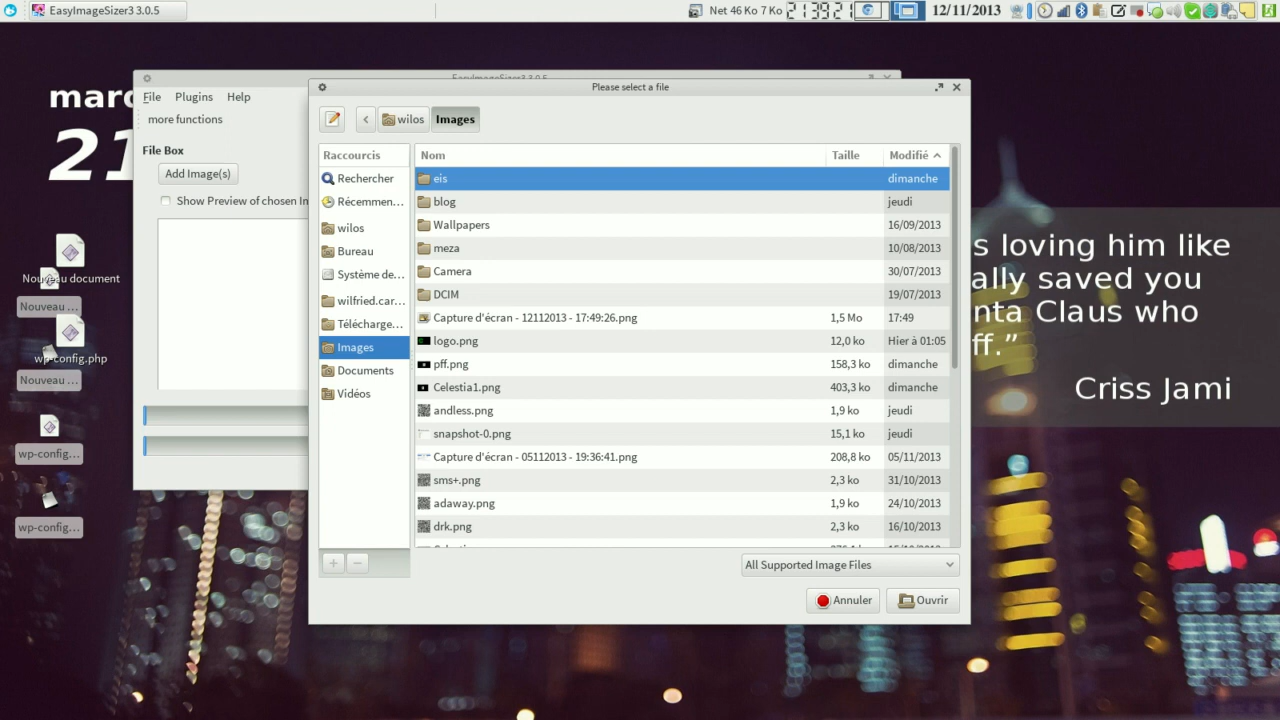 EasyImageSizer3 3.0.5
Net 46 Ko 7 Ko
213921
12/11/2013
marc
21
EasyImageSizer3 3.0.5
File Plugins Help
more functions
File Box
Add Image(s)
Show Preview of chosen In
Please select a file
wilos
Images
Raccourcis
Rechercher
Récemmen...
wilos
Bureau
Système de...
wilfried.car...
Télécharge...
Images
Documents
Vidéos
Nom Taille Modifié
eis dimanche
blog jeudi
Wallpapers 16/09/2013
meza 10/08/2013
Camera 30/07/2013
DCIM 19/07/2013
Capture d'écran - 12112013 - 17:49:26.png 1,5 Mo 17:49
logo.png 12,0 ko Hier à 01:05
pff.png 158,3 ko dimanche
Celestia1.png 403,3 ko dimanche
andless.png 1,9 ko jeudi
snapshot-0.png 15,1 ko jeudi
Capture d'écran - 05112013 - 19:36:41.png 208,8 ko 05/11/2013
sms+.png 2,3 ko 31/10/2013
adaway.png 1,9 ko 24/10/2013
drk.png 2,3 ko 16/10/2013
All Supported Image Files
Annuler
Ouvrir
Nouveau document
Nouveau ...
wp-config.php
Nouveau ...
wp-config...
wp-config...
s loving him like
ally saved you
nta Claus who
ff.”
Criss Jami